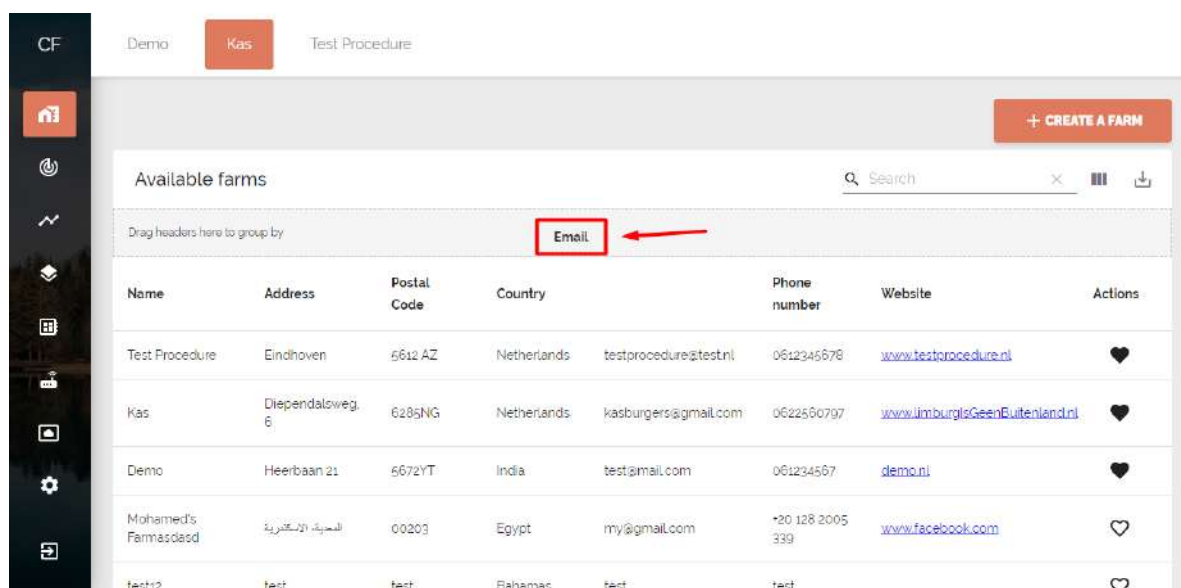 CF
Demo Kas Test Procedure
+ CREATE A FARM
Available farms
Search
Drag headers here to group by
Email
Name Address Postal Code Country Phone number Website Actions
Test Procedure Eindhoven 5612 AZ Netherlands testprocedure@test.nl 0612345678 www.testprocedure.nl
Kas Diependalsweg, 6 6285NG Netherlands kasburgers@gmail.com 0622560797 www.limburgIsGeenBuitenland.nl
Demo Heerbaan 21 5672YT India test@mail.com 061234567 demo.nl
Mohamed's Farmasdasd 00203 Egypt my@gmail.com +20 128 2005 339 www.facebook.com
test12 test test Bahamas test test